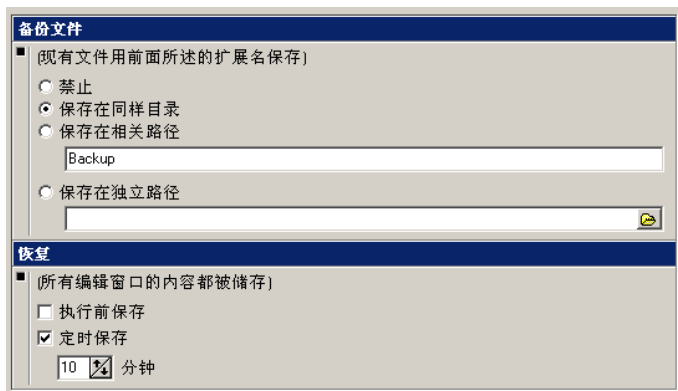 备份文件
(现有文件用前面所述的扩展名保存)
禁止
保存在同样目录
保存在相关路径
Backup
保存在独立路径
恢复
(所有编辑窗口的内容都被储存)
执行前保存
定时保存
10 分钟